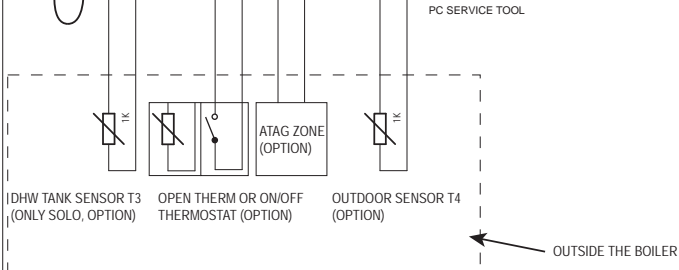 PC SERVICE TOOL
1K
1K
ATAG ZONE
(OPTION)
DHW TANK SENSOR T3
(ONLY SOLO, OPTION)
OPEN THERM OR ON/OFF
THERMOSTAT (OPTION)
OUTDOOR SENSOR T4
(OPTION)
OUTSIDE THE BOILER